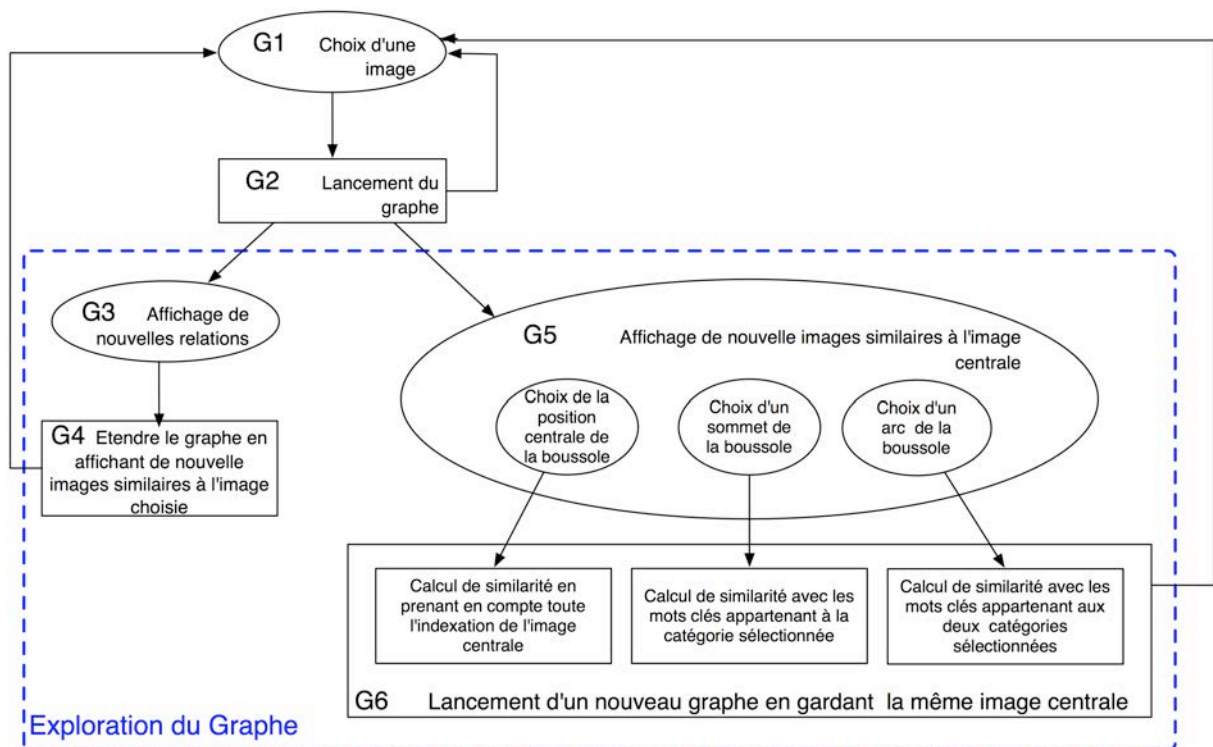 G1 Choix d'une
image
G2 Lancement du
graphe
G3 Affichage de
nouvelles relations
G4 Etendre le graphe en
affichant de nouvelle
images similaires à l'image
choisie
G5 Affichage de nouvelle images similaires à l'image
centrale
Choix de la
position
centrale de
la boussole
Choix d'un
sommet de
la boussole
Choix d'un
arc de la
boussole
Calcul de similarité en
prenant en compte toute
l'indexation de l'image
centrale
Calcul de similarité avec les
mots clés appartenant à la
catégorie sélectionnée
Calcul de similarité avec les
mots clés appartenant aux
deux catégories
sélectionnées
G6 Lancement d'un nouveau graphe en gardant la même image centrale
Exploration du Graphe